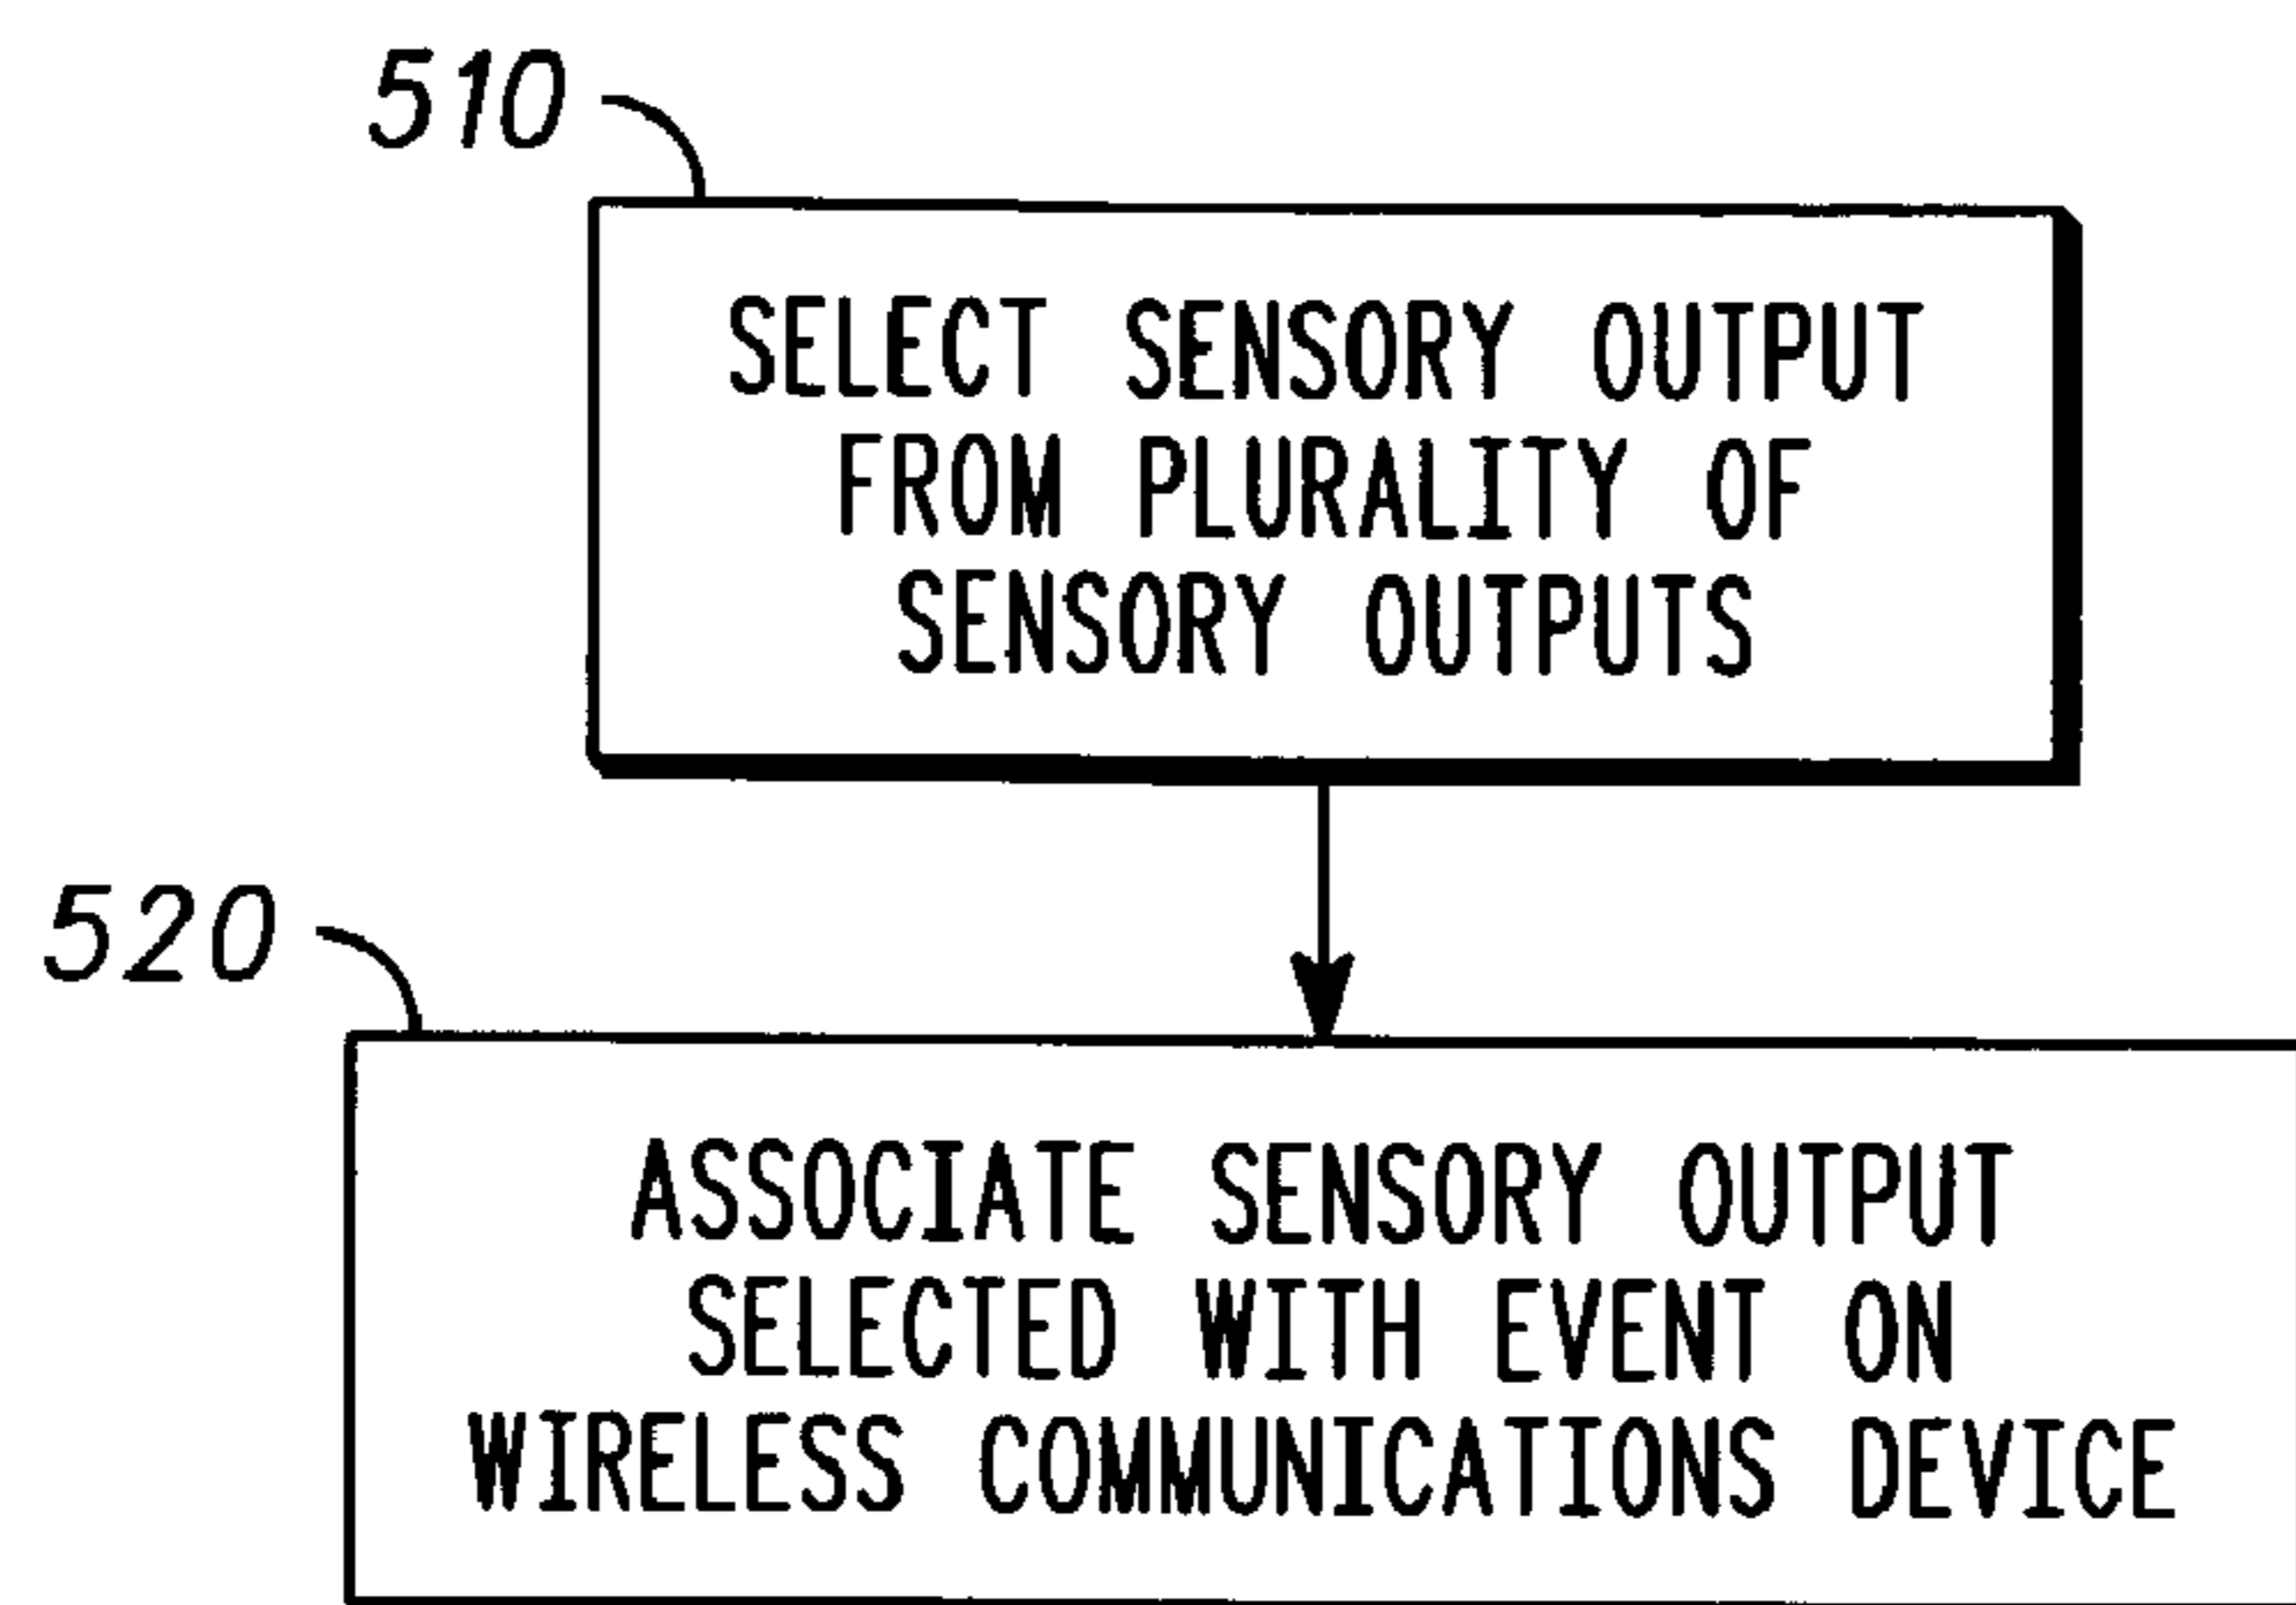 510
SELECT SENSORY OUTPUT
FROM PLURALITY OF
SENSORY OUTPUTS
520
ASSOCIATE SENSORY OUTPUT
SELECTED WITH EVENT ON
WIRELESS COMMUNICATIONS DEVICE